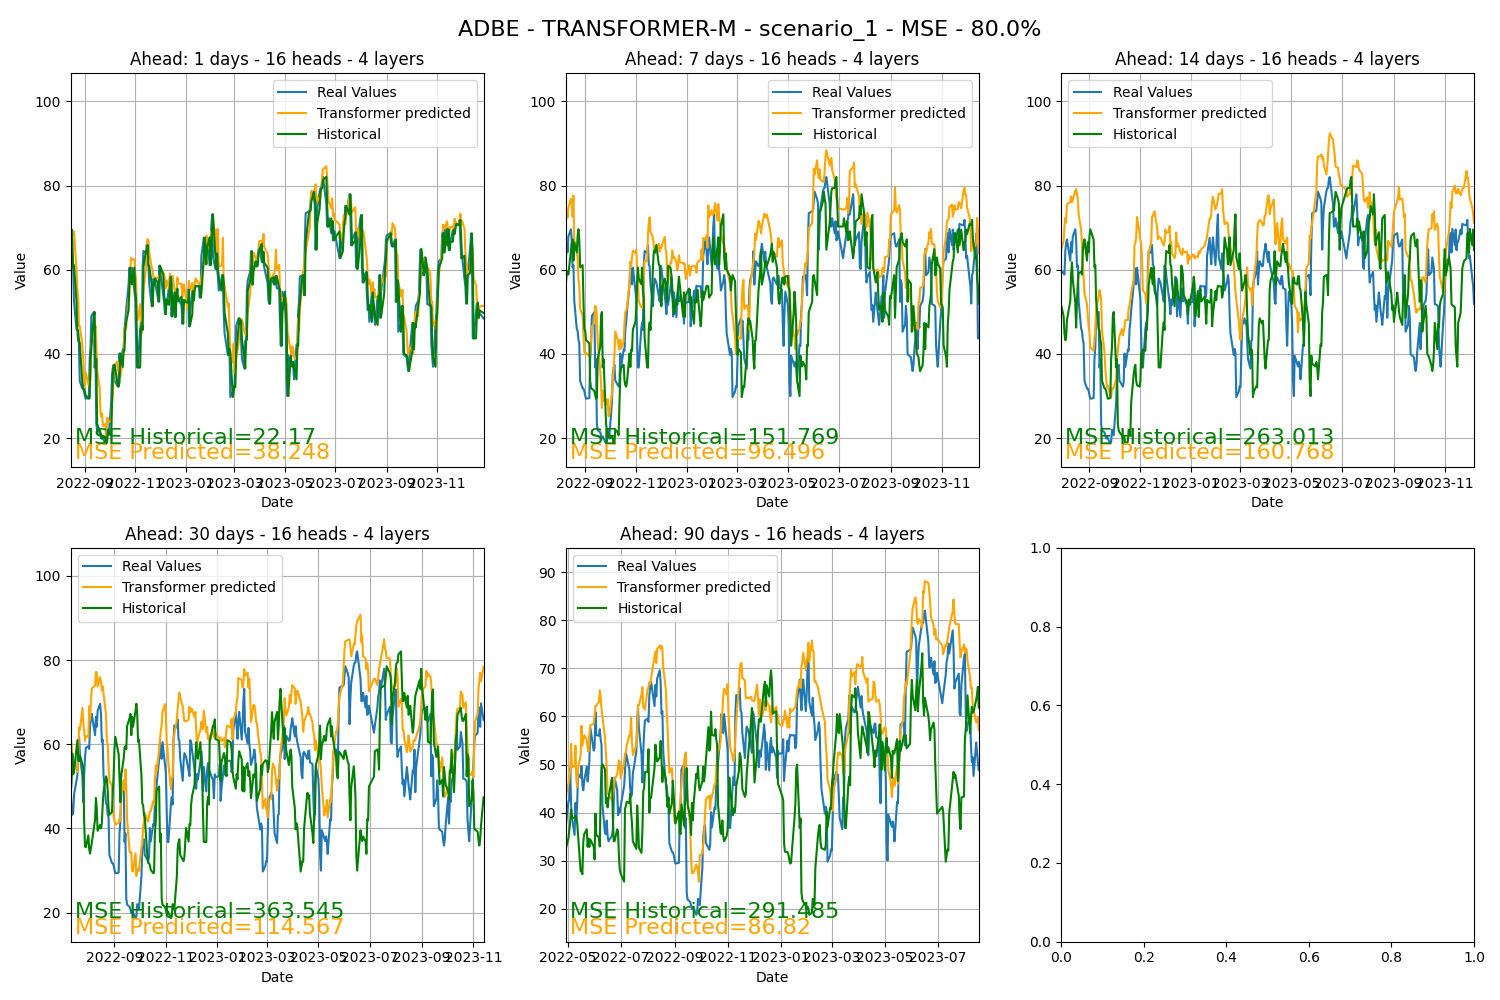 ADBE - TRANSFORMER-M - scenario_1 - MSE - 80.0%
Ahead: 1 days - 16 heads - 4 layers
Real Values
Transformer predicted
Historical
Value
100
80
60
40
20
MSE Historical=22.17
MSE Predicted=38.248
2022-09 2022-11 2023-01 2023-03 2023-05 2023-07 2023-09 2023-11
Date
Ahead: 7 days - 16 heads - 4 layers
Real Values
Transformer predicted
Historical
Value
100
80
60
40
20
MSE Historical=151.769
MSE Predicted=96.496
2022-09 2022-11 2023-01 2023-03 2023-05 2023-07 2023-09 2023-11
Date
Ahead: 14 days - 16 heads - 4 layers
Real Values
Transformer predicted
Historical
Value
100
80
60
40
20
MSE Historical=263.013
MSE Predicted=160.768
2022-09 2022-11 2023-01 2023-03 2023-05 2023-07 2023-09 2023-11
Date
Ahead: 30 days - 16 heads - 4 layers
Real Values
Transformer predicted
Historical
Value
100
80
60
40
20
MSE Historical=363.545
MSE Predicted=114.567
2022-09 2022-11 2023-01 2023-03 2023-05 2023-07 2023-09 2023-11
Date
Ahead: 90 days - 16 heads - 4 layers
Real Values
Transformer predicted
Historical
Value
90
80
70
60
50
40
30
20
MSE Historical=291.485
MSE Predicted=86.82
2022-05 2022-07 2022-09 2022-11 2023-01 2023-03 2023-05 2023-07
Date
1.0
0.8
0.6
0.4
0.2
0.0
0.0 0.2 0.4 0.6 0.8 1.0